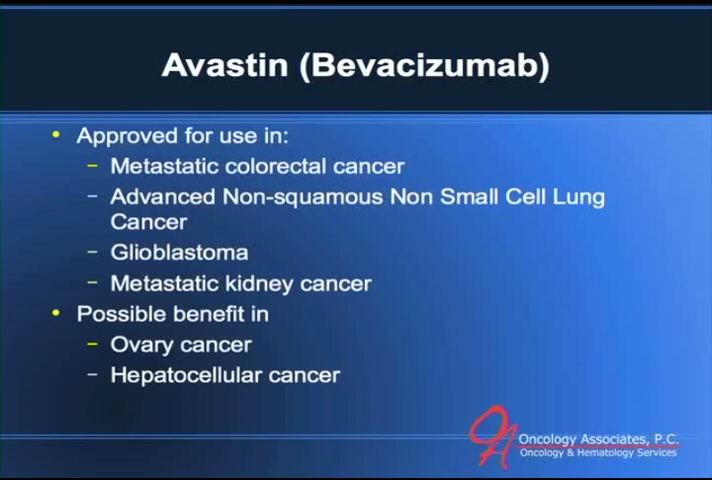 Avastin (Bevacizumab)
• Approved for use in:
– Metastatic colorectal cancer
– Advanced Non-squamous Non Small Cell Lung
Cancer
– Glioblastoma
– Metastatic kidney cancer
• Possible benefit in
– Ovary cancer
– Hepatocellular cancer
OA Oncology Associates, P.C.
Oncology & Hematology Services